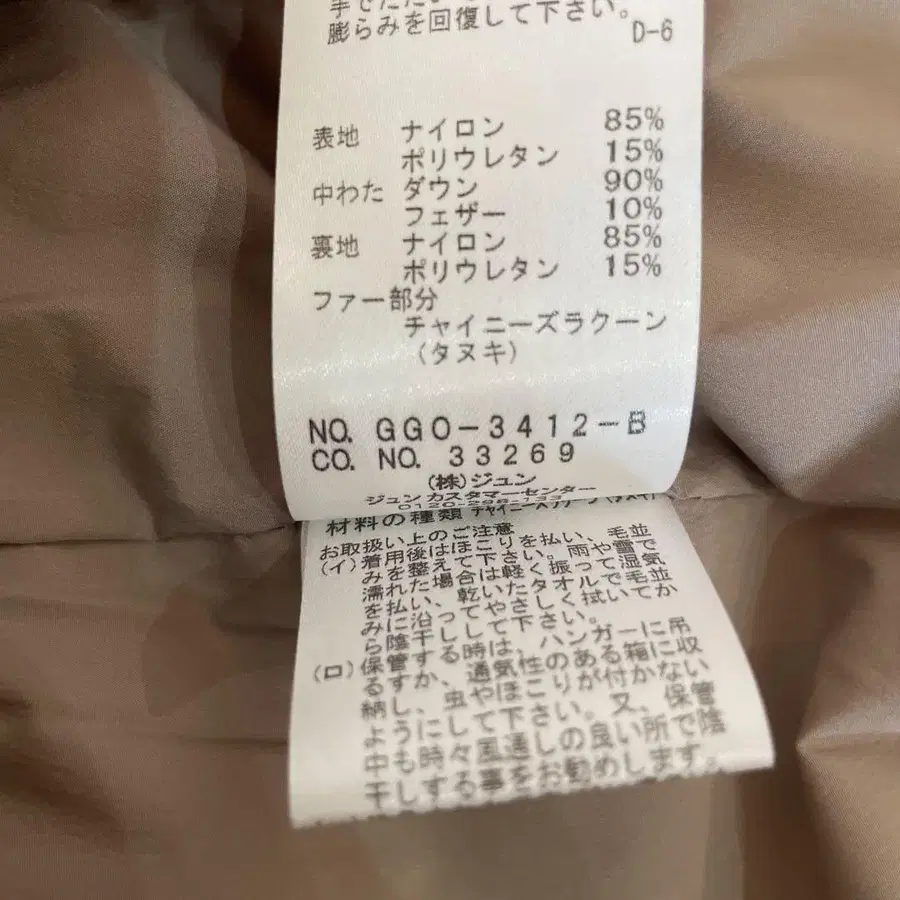 手でたたい
膨らみを回復して下さい。
D-6
表地 ナイロン 85%
ポリウレタン 15%
中わた ダウン 90%
フェザー 10%
裏地 ナイロン 85%
ポリウレタン 15%
ファー部分
チャイニーズラクーン
(タヌキ)
NO. GGO-3412-B
CO. NO. 33269
(株)ジュン
ジュン カスタマーセンター
材料の種類
お取扱い上のご注意
(イ)着用後はほこりを払い、毛並
みを整えて下さい。雨や雪で
濡れた場合は軽く振って湿気
を払い、乾いたタオルで毛並
みに沿ってやさしく拭いてか
ら陰干しして下さい。
(ロ)保管する時は、ハンガーに吊
るすか、通気性のある箱に収
納し、虫やほこりが付かない
ようにして下さい。又、保管
中も時々風通しの良い所で陰
干しする事をお勧めします。